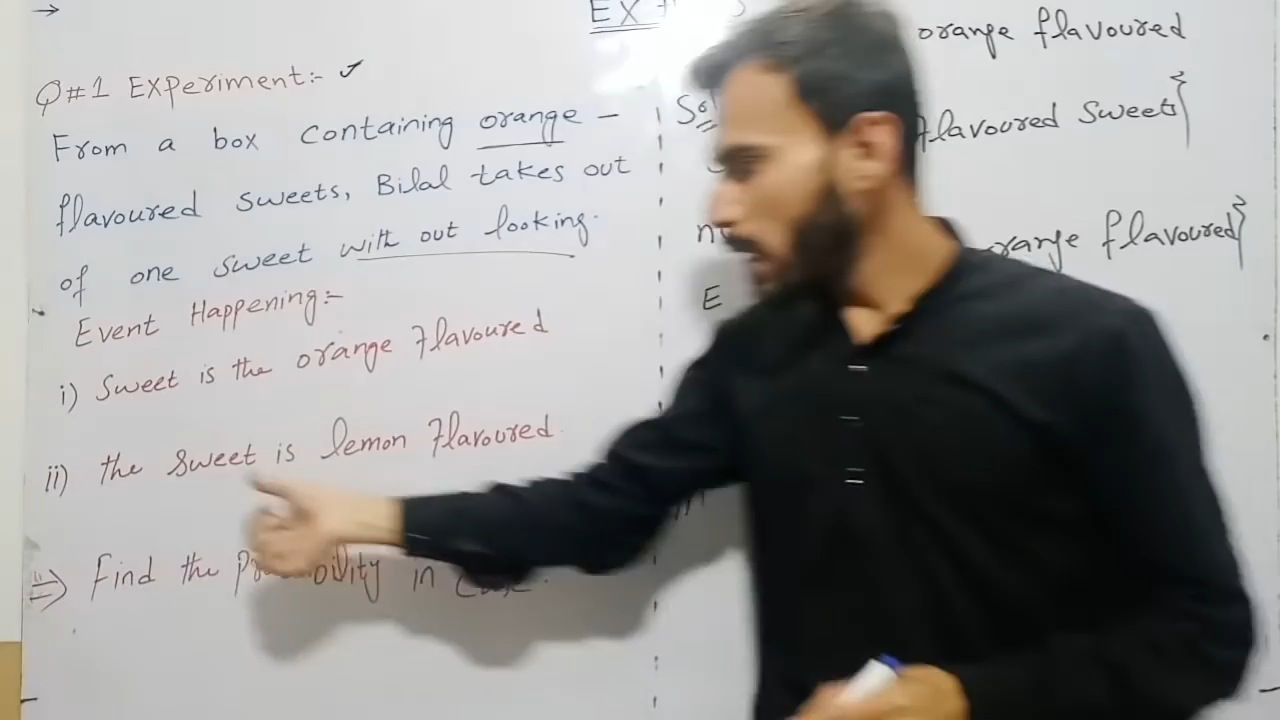 EX
Q#1 Experiment:-
From a box containing orange -
flavoured sweets, Bilal takes out
of one sweet with out looking.
Event Happening:-
i) Sweet is the orange Flavoured
ii) the sweet is lemon Flavoured.
⇒ Find the in
orange flavoured
Sol
flavoured Sweets}
orange flavoured}
E